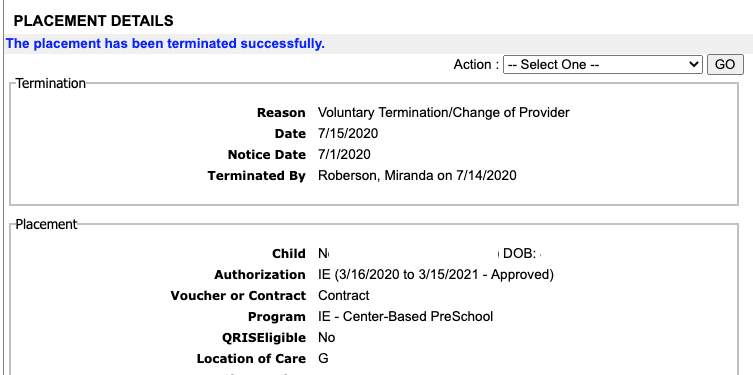 PLACEMENT DETAILS
The placement has been terminated successfully.
Action : -- Select One -- GO
Termination
Reason Voluntary Termination/Change of Provider
Date 7/15/2020
Notice Date 7/1/2020
Terminated By Roberson, Miranda on 7/14/2020
Placement
Child DOB:
Authorization IE (3/16/2020 to 3/15/2021 - Approved)
Voucher or Contract Contract
Program IE - Center-Based PreSchool
QRISEligible No
Location of Care G